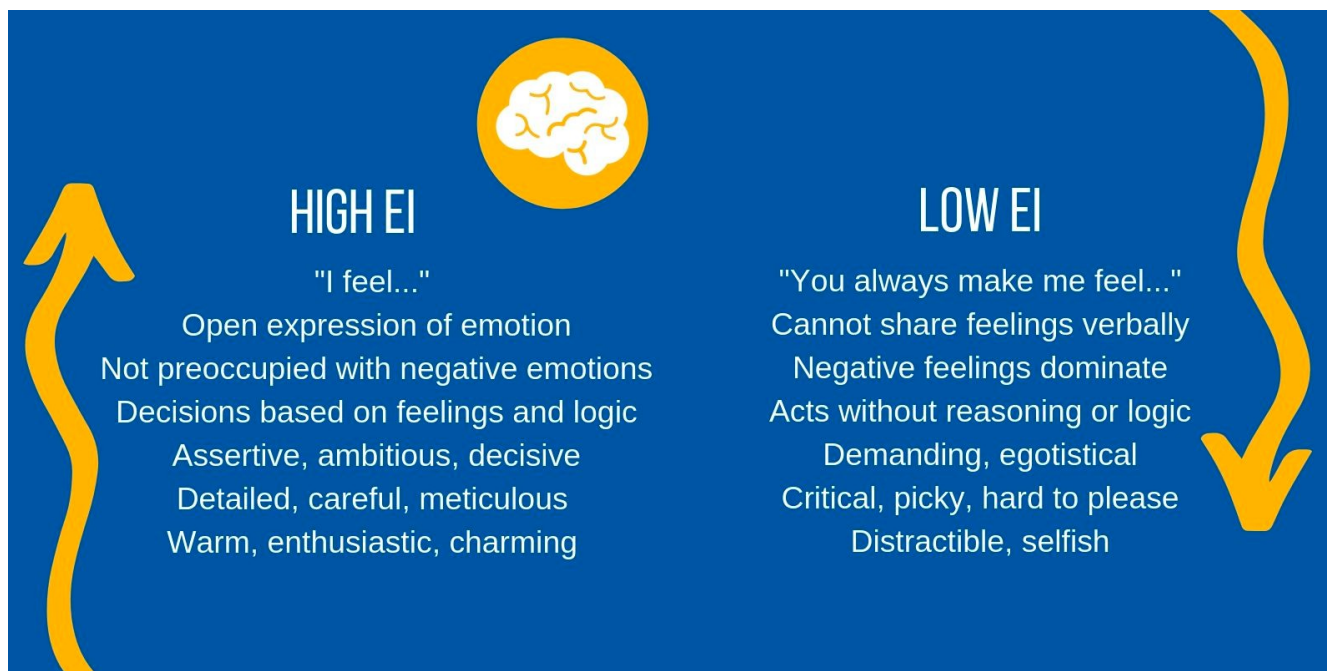 HIGH EI
"I feel..."
Open expression of emotion
Not preoccupied with negative emotions
Decisions based on feelings and logic
Assertive, ambitious, decisive
Detailed, careful, meticulous
Warm, enthusiastic, charming
LOW EI
"You always make me feel..."
Cannot share feelings verbally
Negative feelings dominate
Acts without reasoning or logic
Demanding, egotistical
Critical, picky, hard to please
Distractible, selfish